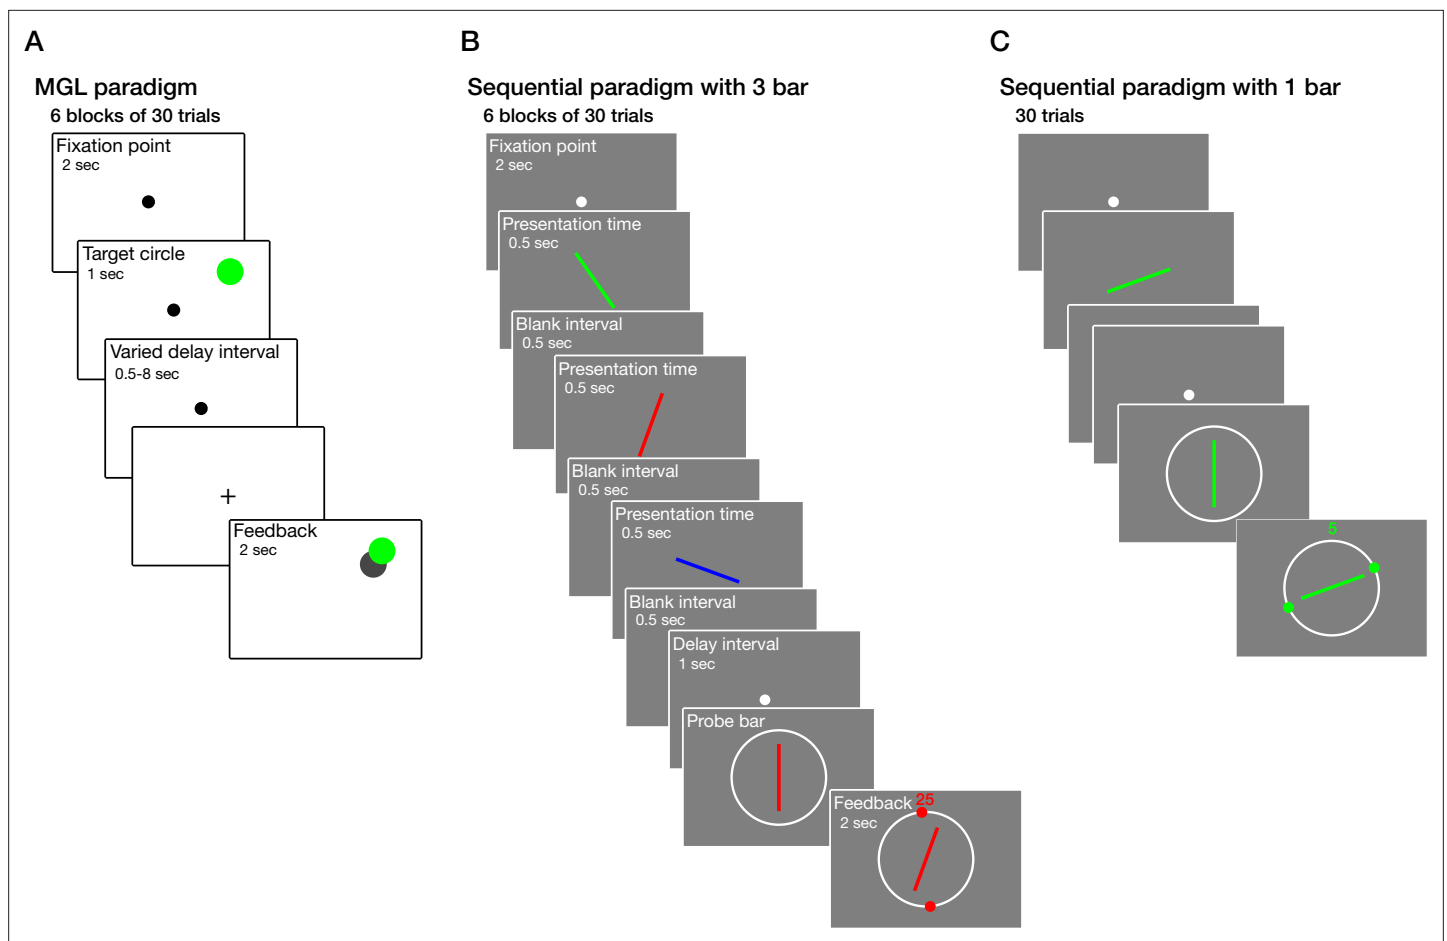 A
MGL paradigm
6 blocks of 30 trials
Fixation point
2 sec
Target circle
1 sec
Varied delay interval
0.5-8 sec
Feedback
2 sec
B
Sequential paradigm with 3 bar
6 blocks of 30 trials
Fixation point
2 sec
Presentation time
0.5 sec
Blank interval
0.5 sec
Presentation time
0.5 sec
Blank interval
0.5 sec
Presentation time
0.5 sec
Blank interval
0.5 sec
Delay interval
1 sec
Probe bar
Feedback 25
2 sec
C
Sequential paradigm with 1 bar
30 trials
5